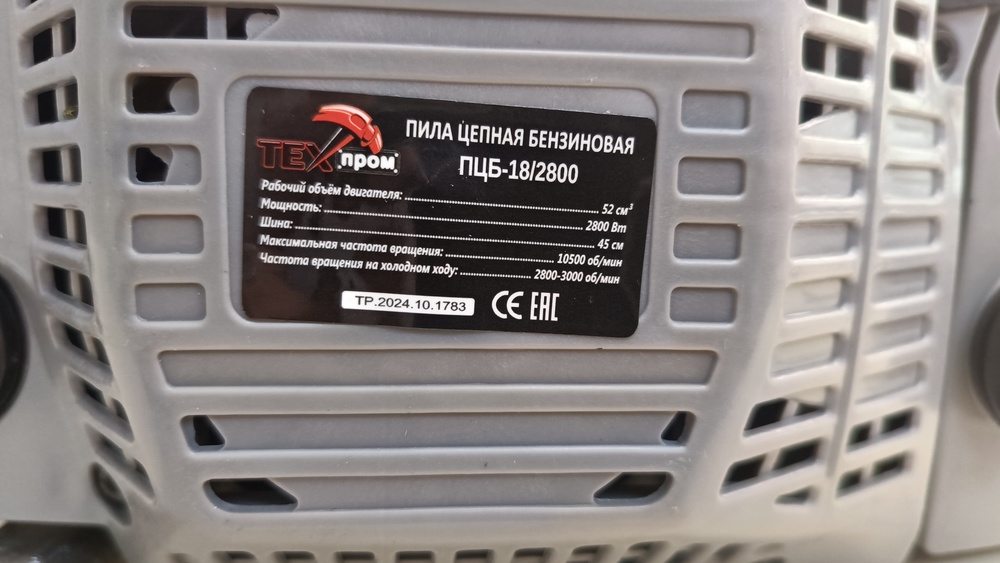 ТЕХ
пром
ПИЛА ЦЕПНАЯ БЕНЗИНОВАЯ
ПЦБ-18/2800
Рабочий объём двигателя: 52 см³
Мощность: 2800 Вт
Шина: 45 см
Максимальная частота вращения: 10500 об/мин
Частота вращения на холодном ходу: 2800-3000 об/мин
ТР.2024.10.1783 CE EAC